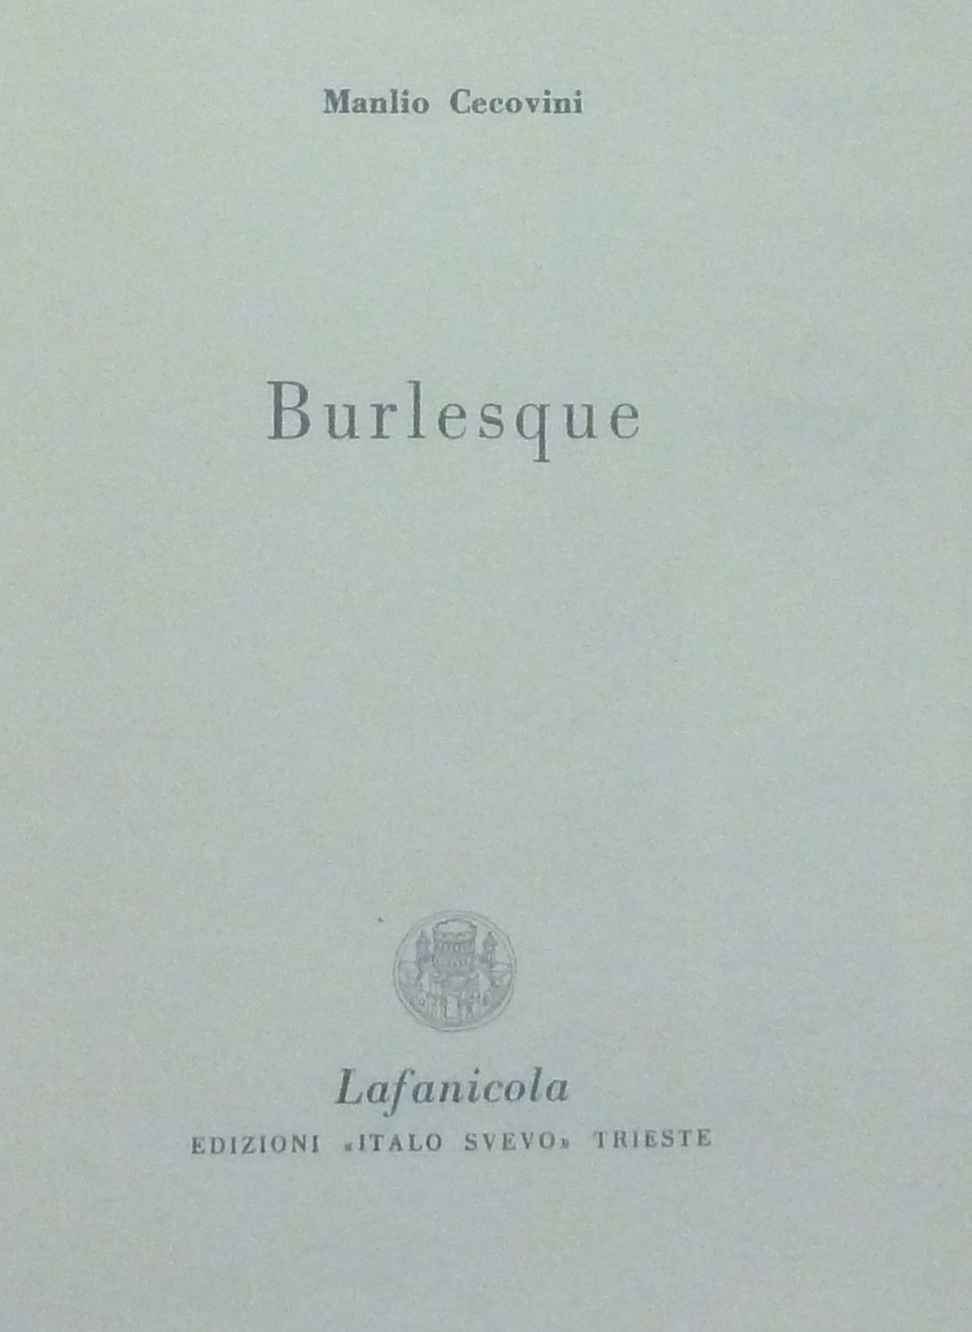 Manlio Cecovini
Burlesque
Lafanicola
EDIZIONI «ITALO SVEVO» TRIESTE